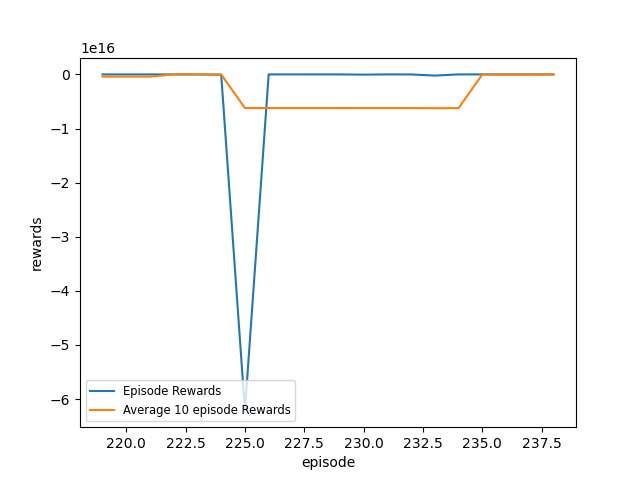 1e16
0
−1
−2
−3
−4
−5
−6
rewards
Episode Rewards
Average 10 episode Rewards
220.0 222.5 225.0 227.5 230.0 232.5 235.0 237.5
episode